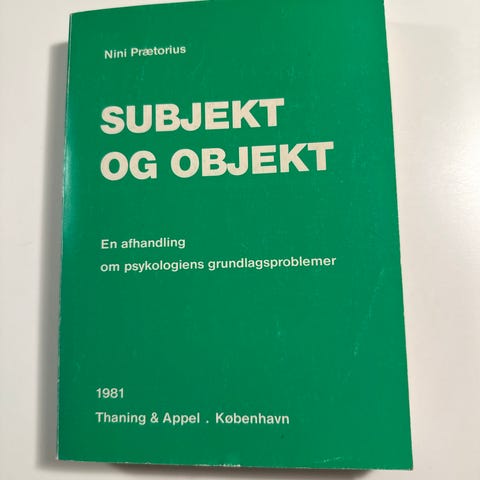 Nini Prætorius
SUBJEKT
OG OBJEKT
En afhandling
om psykologiens grundlagsproblemer
1981
Thaning & Appel . København